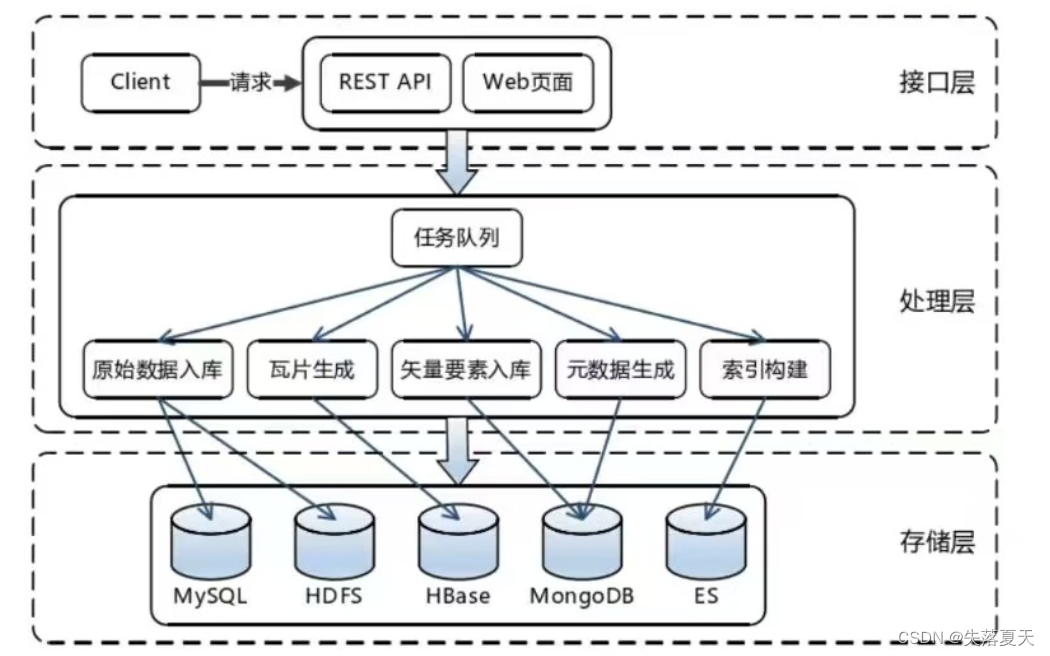 Client
请求
REST API
Web页面
接口层
任务队列
处理层
原始数据入库
瓦片生成
矢量要素入库
元数据生成
索引构建
存储层
MySQL
HDFS
HBase
MongoDB
ES
CSDN @失落夏天